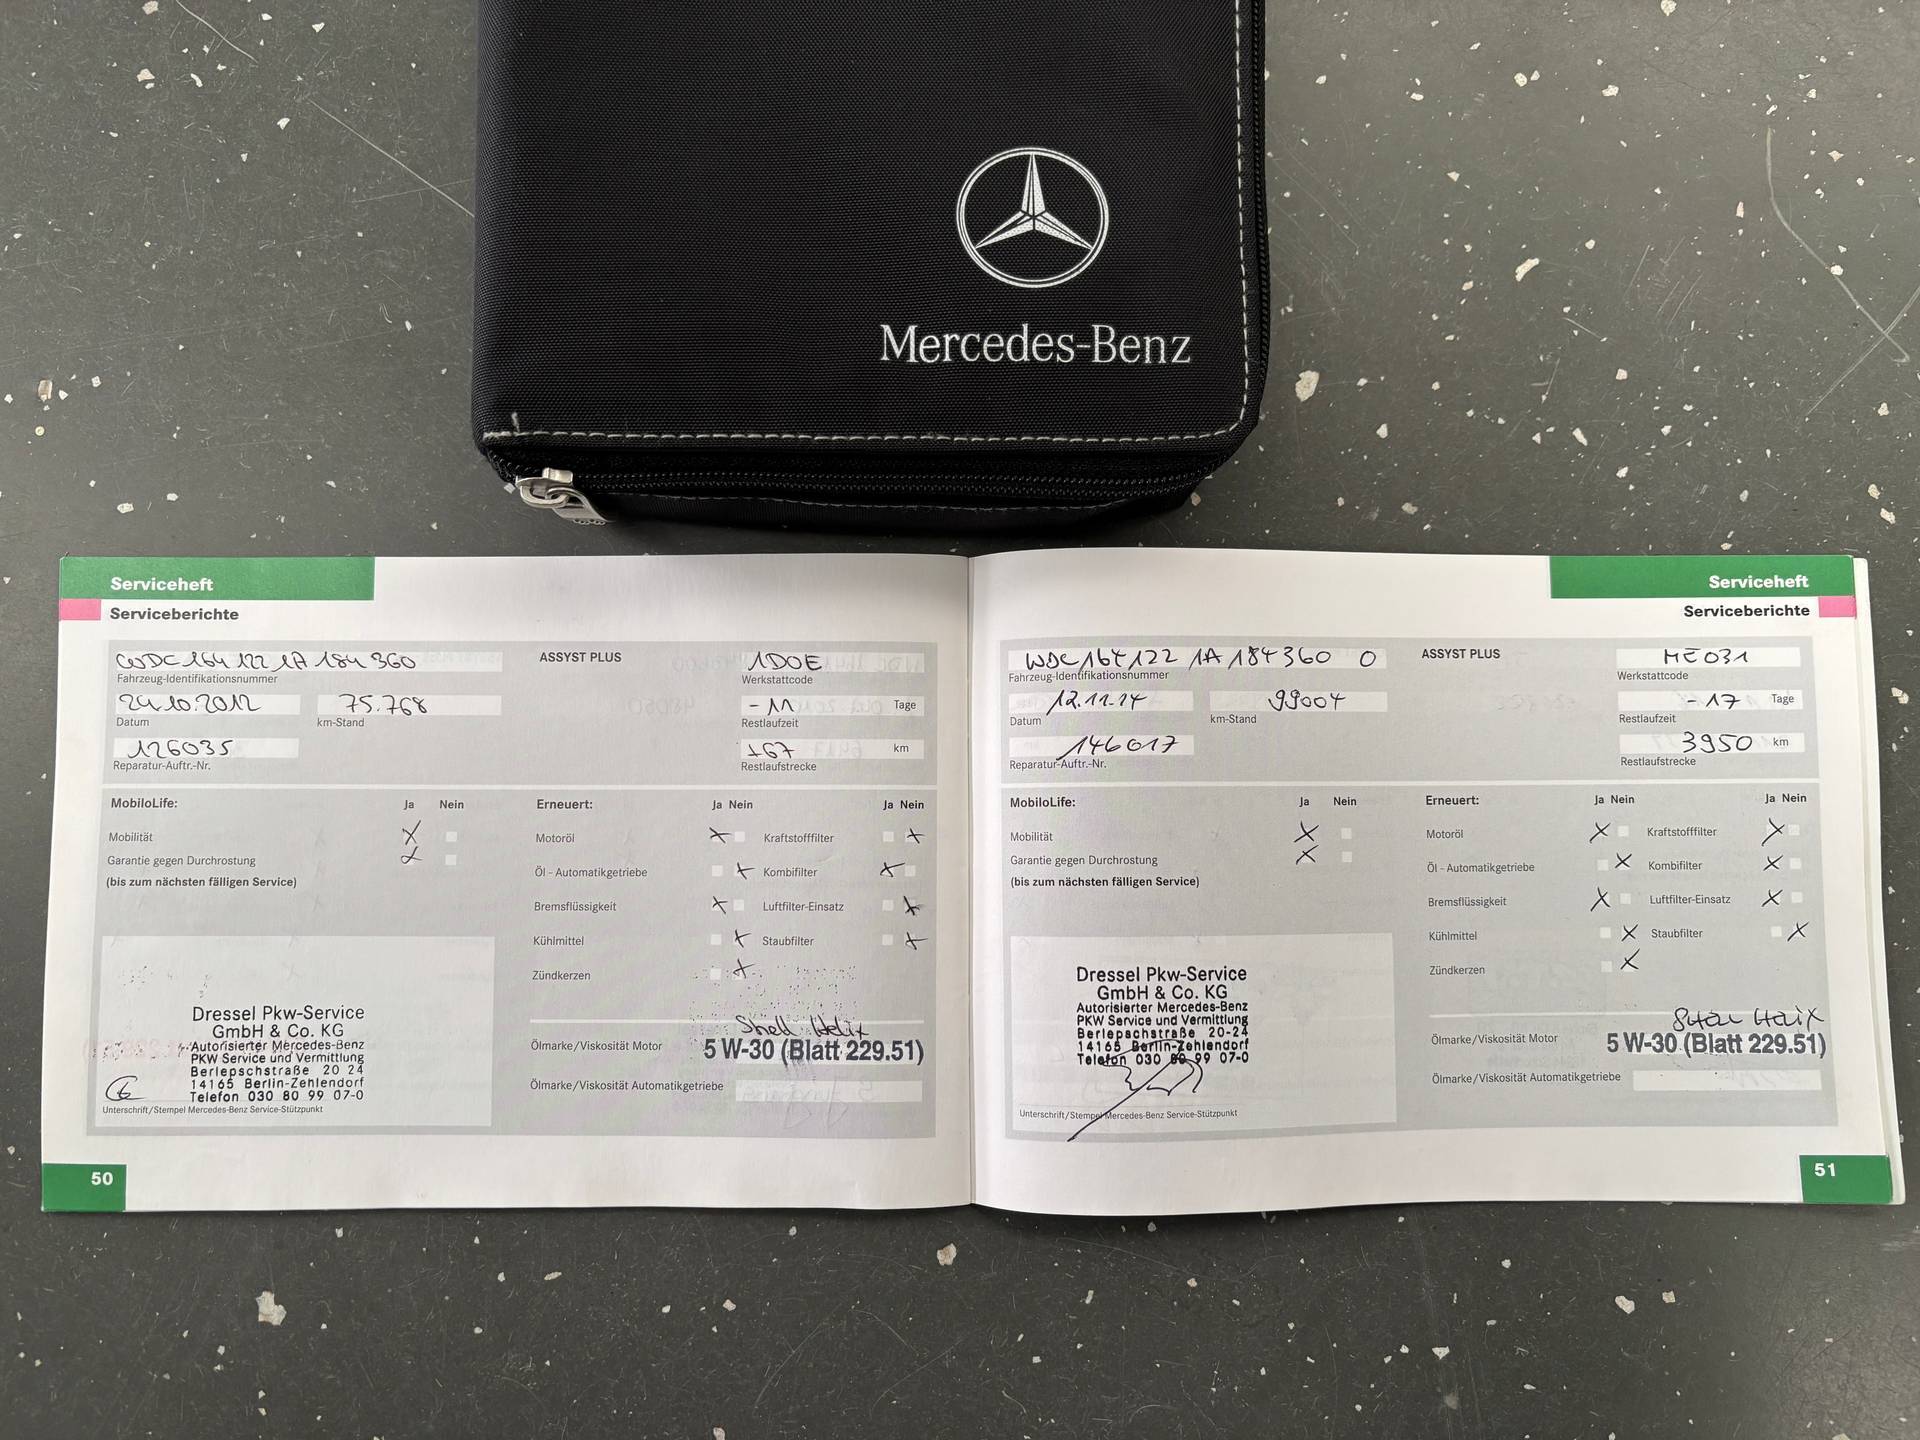 Mercedes-Benz
Serviceheft
Serviceberichte
WDC 164 122 1A 184 360
ASSYST PLUS
1DOE
Fahrzeug-Identifikationsnummer
Werkstattcode
24.10.2012
75.768
- 11
Tage
Datum
km-Stand
Restlaufzeit
126035
+67
km
Reparatur-Auftr.-Nr.
Restlaufstrecke
MobiloLife:
Ja
Nein
Erneuert:
Ja Nein
Ja Nein
Mobilität
Motoröl
Kraftstofffilter
Garantie gegen Durchrostung
Öl - Automatikgetriebe
Kombifilter
(bis zum nächsten fälligen Service)
Bremsflüssigkeit
Luftfilter-Einsatz
Kühlmittel
Staubfilter
Zündkerzen
Dressel Pkw-Service
GmbH & Co. KG
Autorisierter Mercedes-Benz
PKW Service und Vermittlung
Berlepschstraße 20 24
14165 Berlin-Zehlendorf
Telefon 030 80 99 07-0
Unterschrift/Stempel Mercedes-Benz Service-Stützpunkt
Shell Helix
Ölmarke/Viskosität Motor
5 W-30 (Blatt 229.51)
Ölmarke/Viskosität Automatikgetriebe
50
Serviceheft
Serviceberichte
WDC 164 122 1A 184 360 0
ASSYST PLUS
ME031
Fahrzeug-Identifikationsnummer
Werkstattcode
12.11.14
99004
- 17
Tage
Datum
km-Stand
Restlaufzeit
146017
3950
km
Reparatur-Auftr.-Nr.
Restlaufstrecke
MobiloLife:
Ja
Nein
Erneuert:
Ja Nein
Ja Nein
Mobilität
Motoröl
Kraftstofffilter
Garantie gegen Durchrostung
Öl - Automatikgetriebe
Kombifilter
(bis zum nächsten fälligen Service)
Bremsflüssigkeit
Luftfilter-Einsatz
Kühlmittel
Staubfilter
Zündkerzen
Dressel Pkw-Service
GmbH & Co. KG
Autorisierter Mercedes-Benz
PKW Service und Vermittlung
Berlepschstraße 20-24
14165 Berlin-Zehlendorf
Telefon 030 80 99 07-0
Unterschrift/Stempel Mercedes-Benz Service-Stützpunkt
Helix
Ölmarke/Viskosität Motor
5 W-30 (Blatt 229.51)
Ölmarke/Viskosität Automatikgetriebe
51